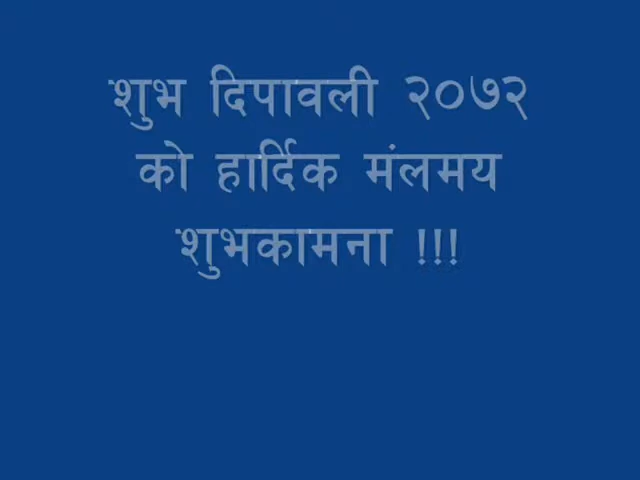 शुभ दिपावली २०७२
को हार्दिक मंलमय
शुभकामना !!!